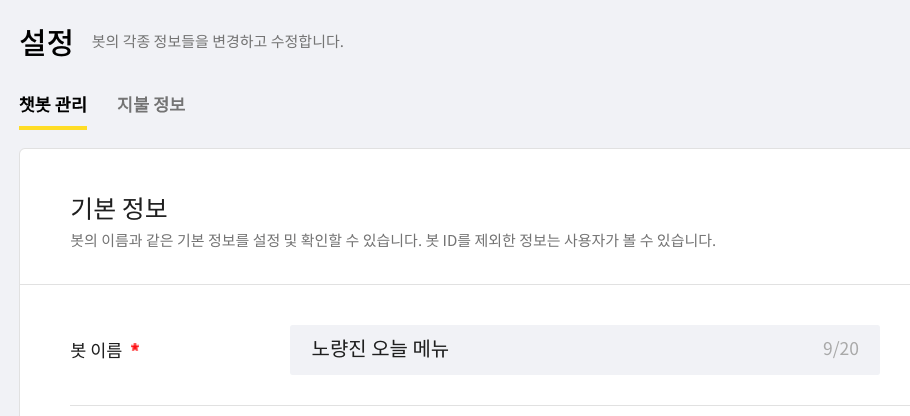 설정 봇의 각종 정보들을 변경하고 수정합니다.
챗봇 관리 지불 정보
기본 정보
봇의 이름과 같은 기본 정보를 설정 및 확인할 수 있습니다. 봇 ID를 제외한 정보는 사용자가 볼 수 있습니다.
봇 이름 * 노량진 오늘 메뉴 9/20